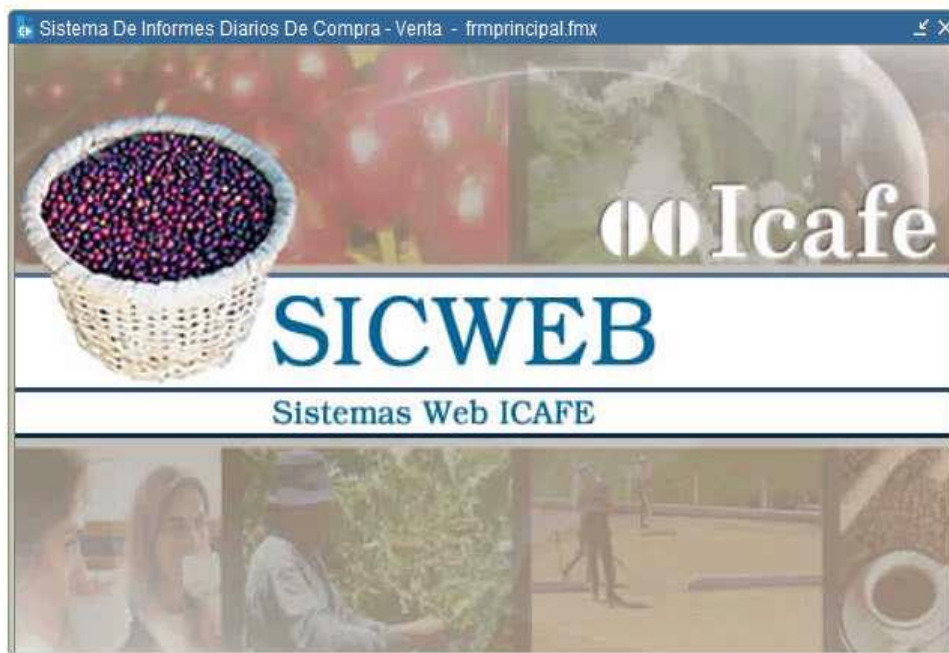 Sistema De Informes Diarios De Compra - Venta - frmprincipal.fmx
Icafe
SICWEB
Sistemas Web ICAFE